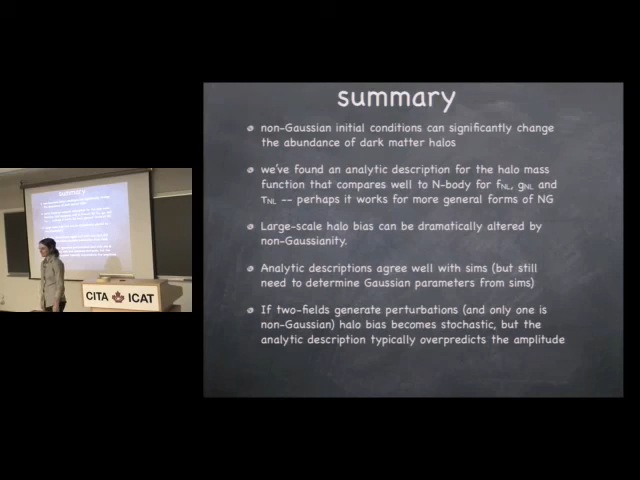 summary
non-Gaussian initial conditions can significantly change
the abundance of dark matter halos
we've found an analytic description for the halo mass
function that compares well to N-body for fNL, gNL and
τNL -- perhaps it works for more general forms of NG
Large-scale halo bias can be dramatically altered by
non-Gaussianity.
Analytic descriptions agree well with sims (but still
need to determine Gaussian parameters from sims)
If two-fields generate perturbations (and only one is
non-Gaussian) halo bias becomes stochastic, but the
analytic description typically overpredicts the amplitude
summary
CITA ICAT